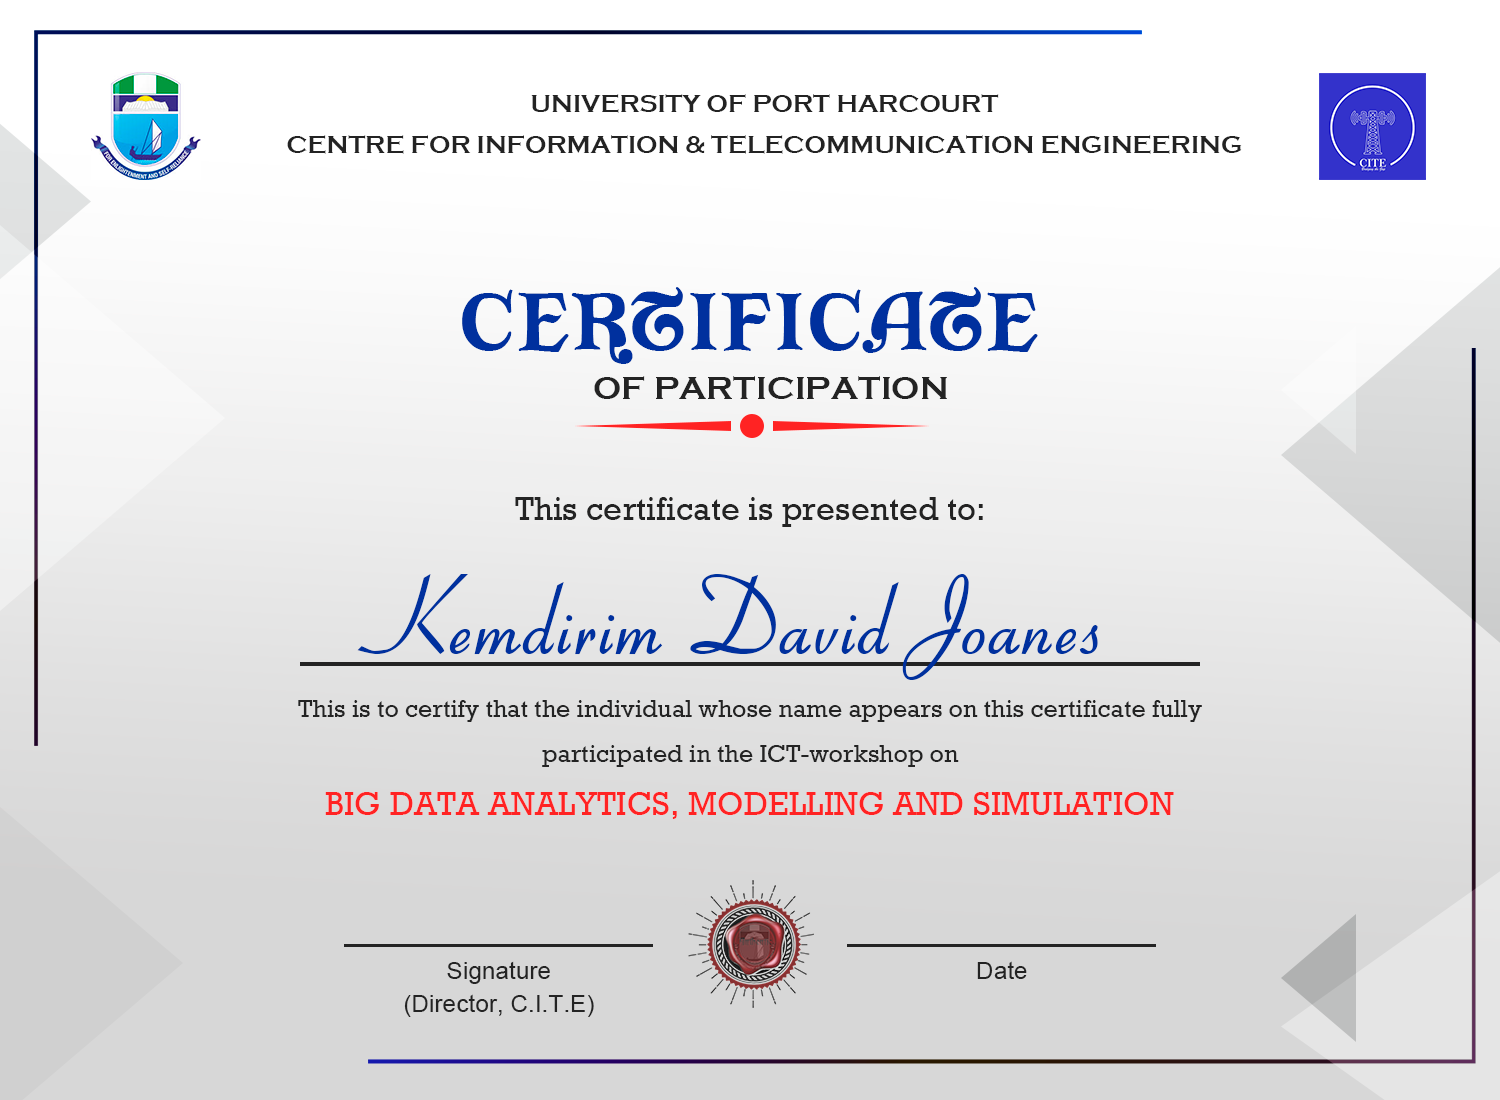 UNIVERSITY OF PORT HARCOURT
CENTRE FOR INFORMATION & TELECOMMUNICATION ENGINEERING
FOR ENLIGHTENMENT AND SELF-RELIANCE
CITE
CERTIFICATE
OF PARTICIPATION
This certificate is presented to:
Kemdirim David Joanes
This is to certify that the individual whose name appears on this certificate fully
participated in the ICT-workshop on
BIG DATA ANALYTICS, MODELLING AND SIMULATION
Signature
(Director, C.I.T.E)
Date